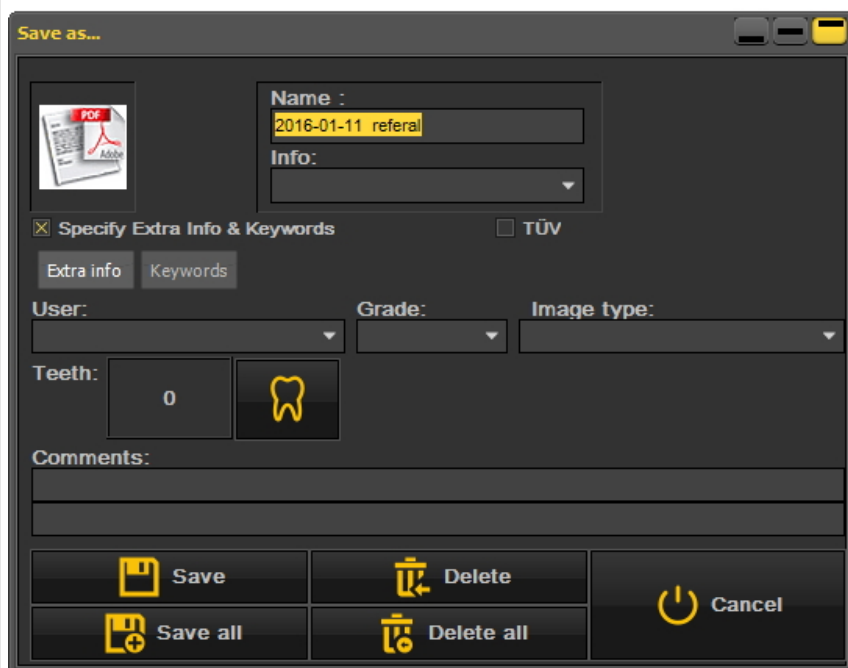 Save as...
PDF
Adobe
Name :
2016-01-11 referal
Info:
Specify Extra Info & Keywords
TÜV
Extra info
Keywords
User:
Grade:
Image type:
Teeth:
0
Comments:
Save
Delete
Cancel
Save all
Delete all